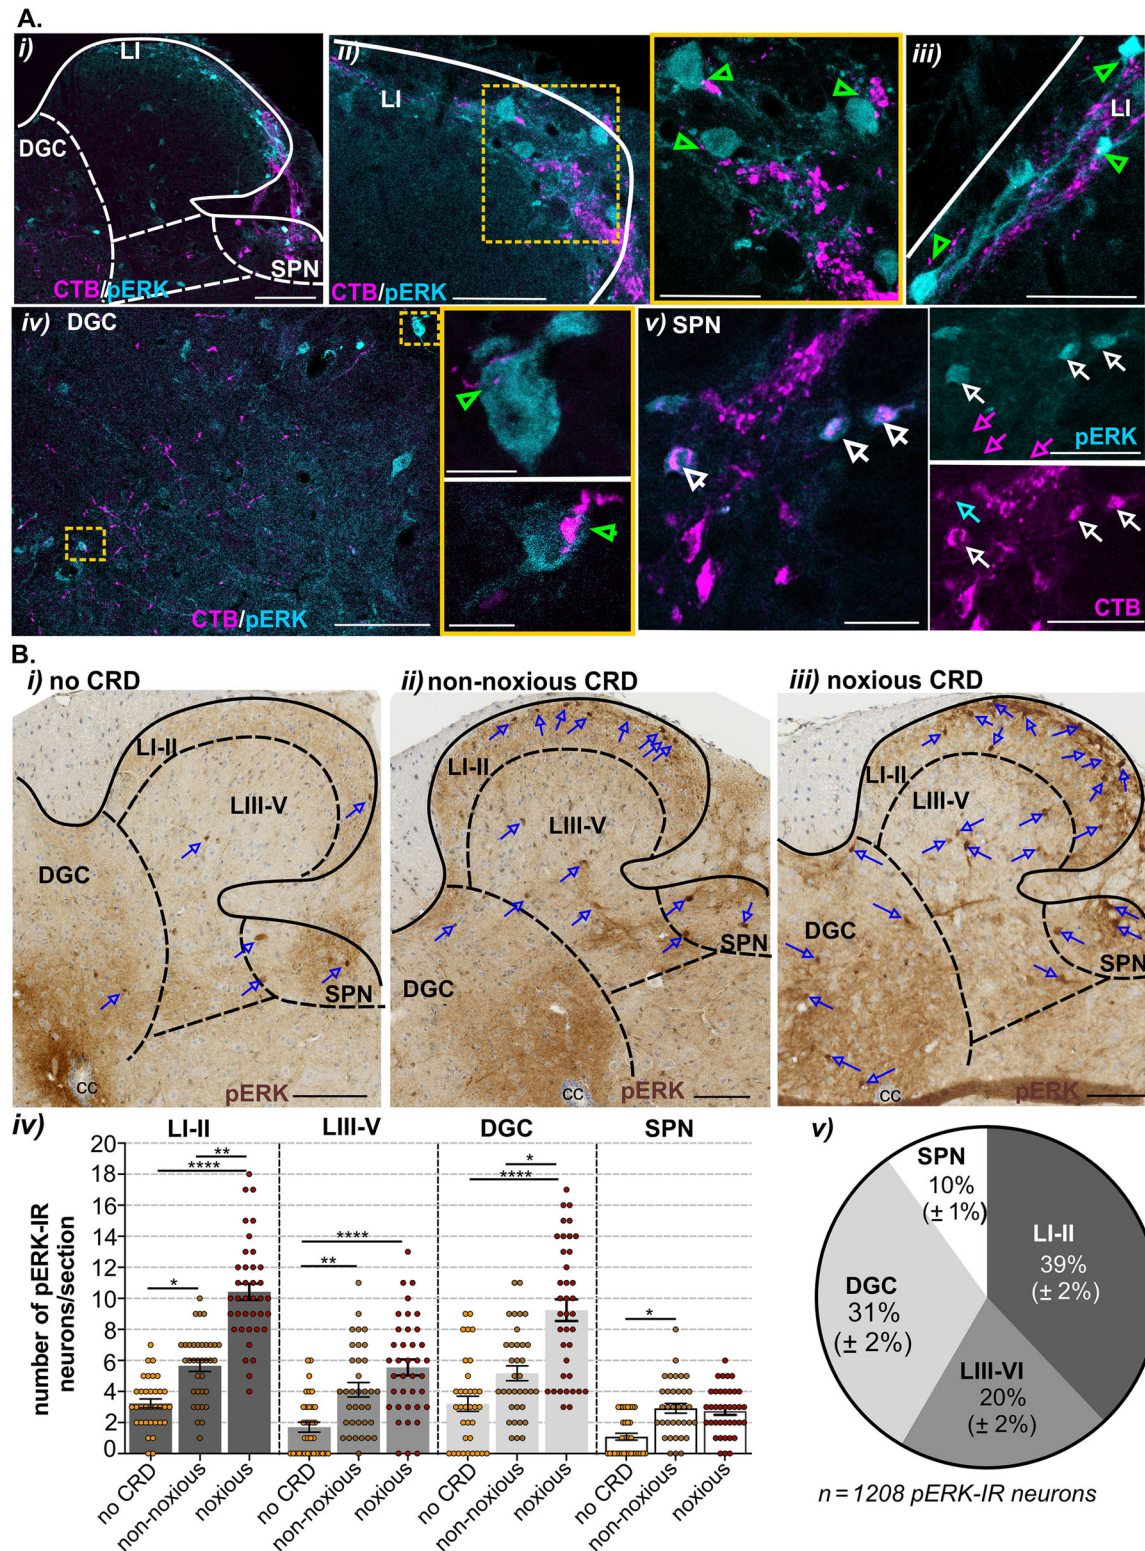 A.
i)
LI
DGC
SPN
CTB/pERK
ii)
LI
CTB/pERK
iii)
LI
iv)
DGC
CTB/pERK
v) SPN
pERK
CTB
B.
i) no CRD
LI-II
LIII-V
DGC
SPN
CC
pERK
ii) non-noxious CRD
LI-II
LIII-V
DGC
SPN
CC
pERK
iii) noxious CRD
LI-II
LIII-V
DGC
SPN
CC
pERK
iv)
LI-II
LIII-V
DGC
SPN
number of pERK-IR
neurons/section
20
18
16
14
12
10
8
6
4
2
0
*
****
**
**
****
****
*
*
no CRD
non-noxious
noxious
no CRD
non-noxious
noxious
no CRD
non-noxious
noxious
no CRD
non-noxious
noxious
v)
SPN
10%
(± 1%)
LI-II
39%
(± 2%)
DGC
31%
(± 2%)
LIII-VI
20%
(± 2%)
n = 1208 pERK-IR neurons